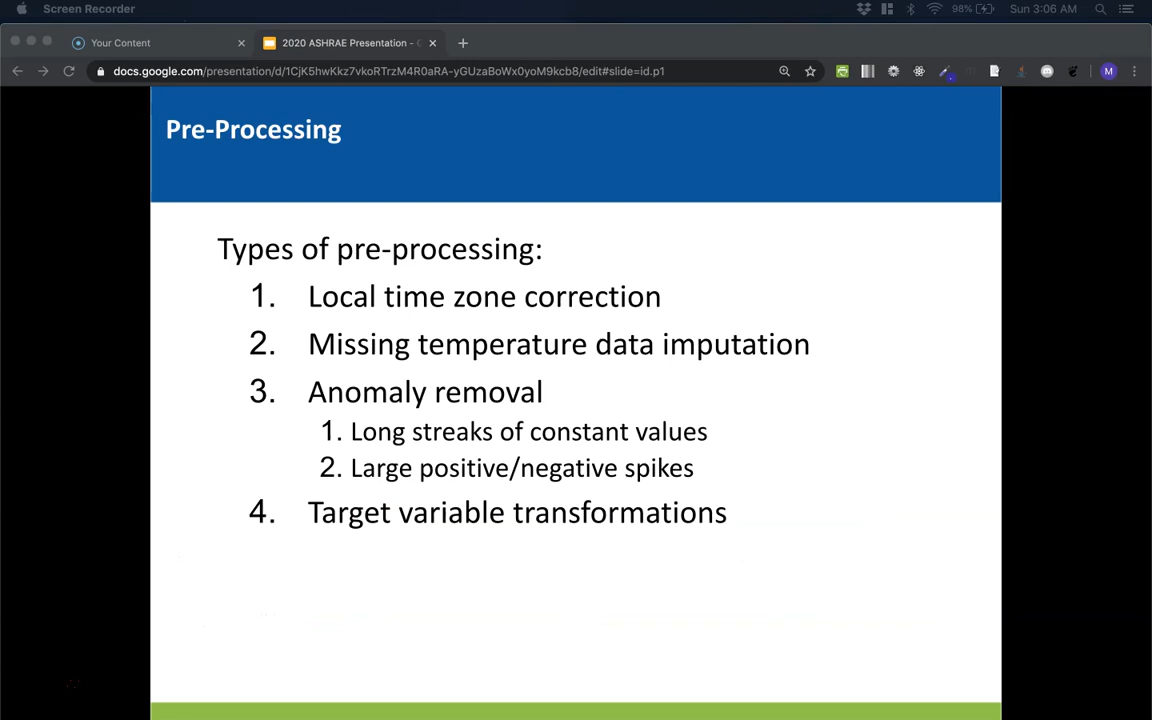 Screen Recorder
98%
Sun 3:06 AM
Your Content
2020 ASHRAE Presentation -
docs.google.com/presentation/d/1CjK5hwKkz7vkoRTrzM4R0aRA-yGUzaBoWx0yoM9kcb8/edit#slide=id.p1
M
Pre-Processing
Types of pre-processing:
1. Local time zone correction
2. Missing temperature data imputation
3. Anomaly removal
1. Long streaks of constant values
2. Large positive/negative spikes
4. Target variable transformations